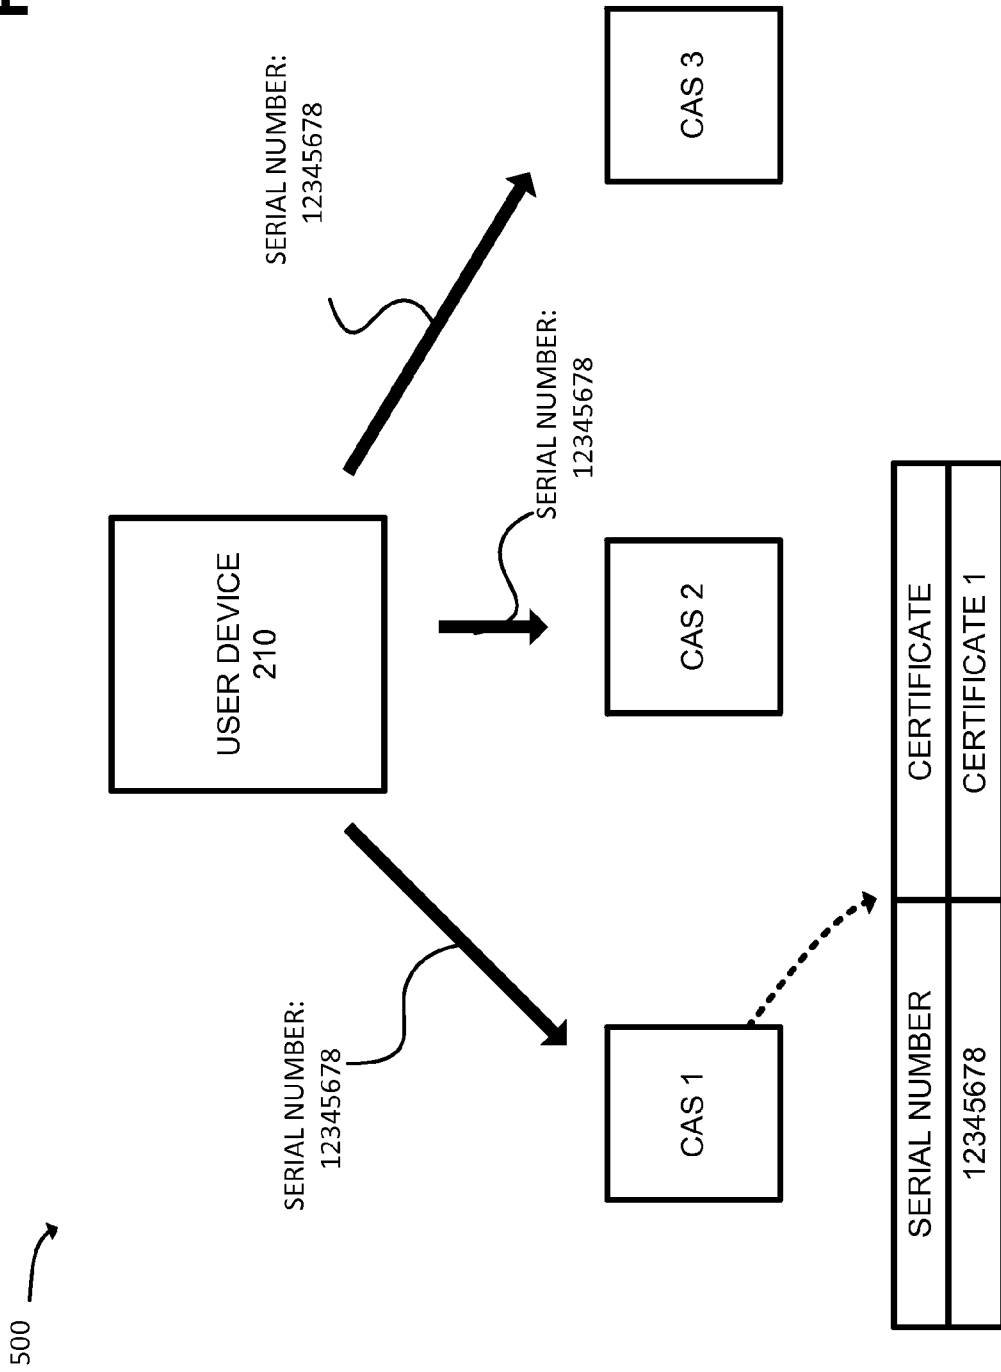 500
USER DEVICE
210
SERIAL NUMBER:
12345678
SERIAL NUMBER:
12345678
SERIAL NUMBER:
12345678
CAS 1
CAS 2
CAS 3
SERIAL NUMBER CERTIFICATE
12345678 CERTIFICATE 1